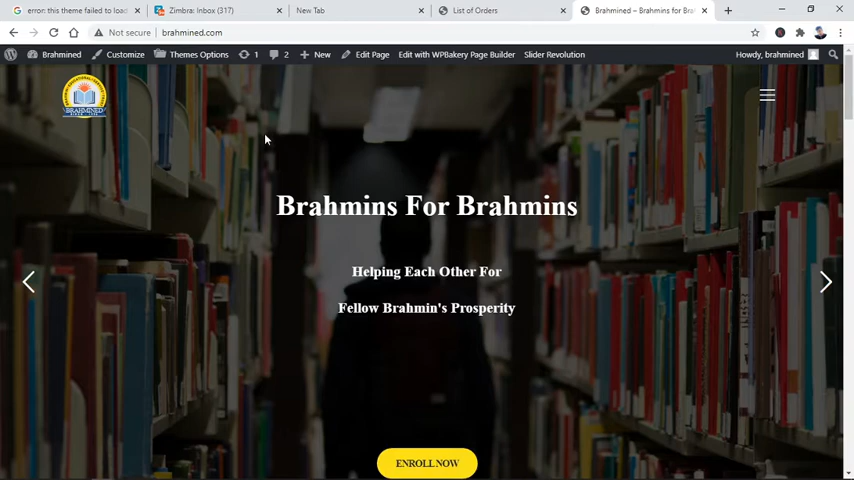 error: this theme failed to load
Zimbra: Inbox (317)
New Tab
List of Orders
Brahmined – Brahmins for Bra
Not secure
brahmined.com
Brahmined
Customize
Themes Options
1
2
New
Edit Page
Edit with WPBakery Page Builder
Slider Revolution
Howdy, brahmined
BRAHMINED
Brahmins For Brahmins
Helping Each Other For
Fellow Brahmin's Prosperity
ENROLL NOW